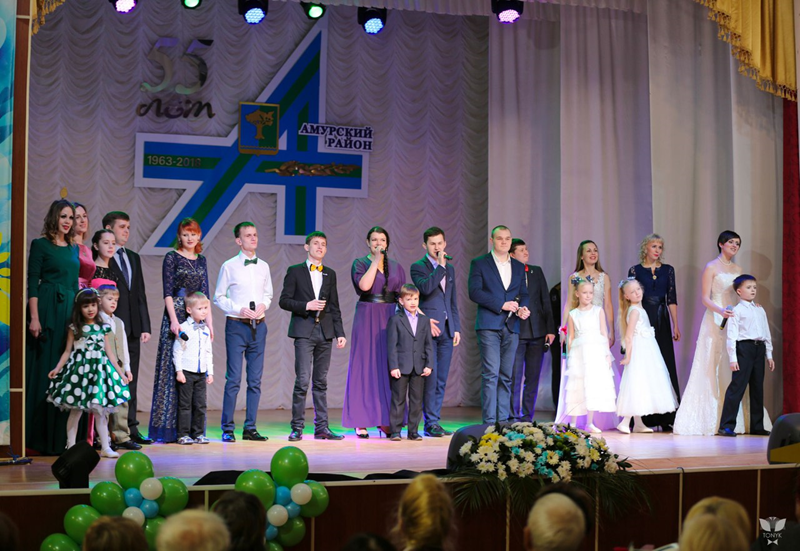 55
лет
АМУРСКИЙ
РАЙОН
1963-2018
TONYK